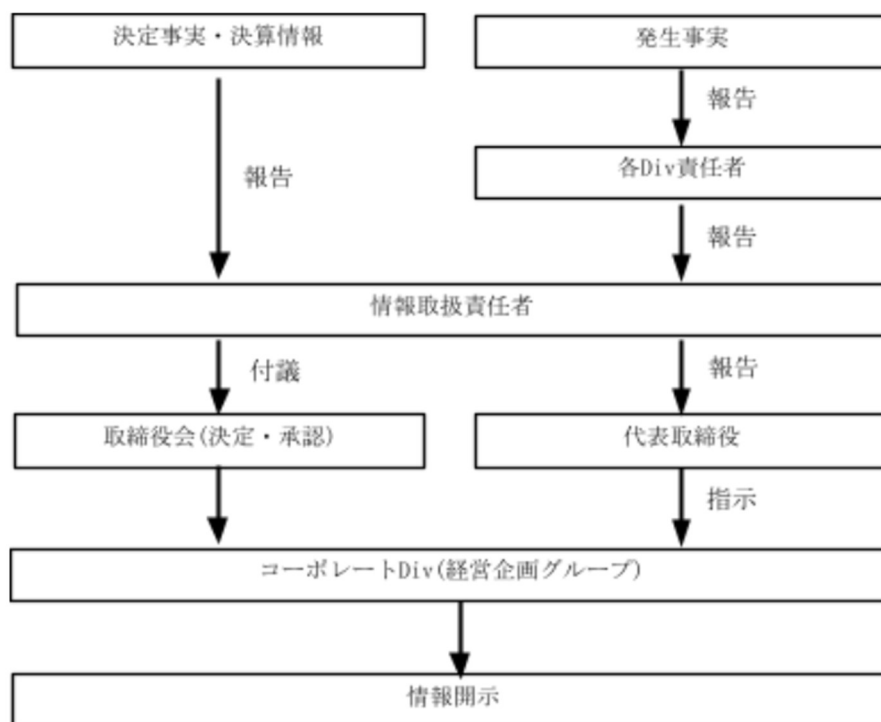 決定事実・決算情報
発生事実
報告
各Div責任者
報告
報告
情報取扱責任者
付議
報告
取締役会(決定・承認)
代表取締役
指示
コーポレートDiv(経営企画グループ)
情報開示